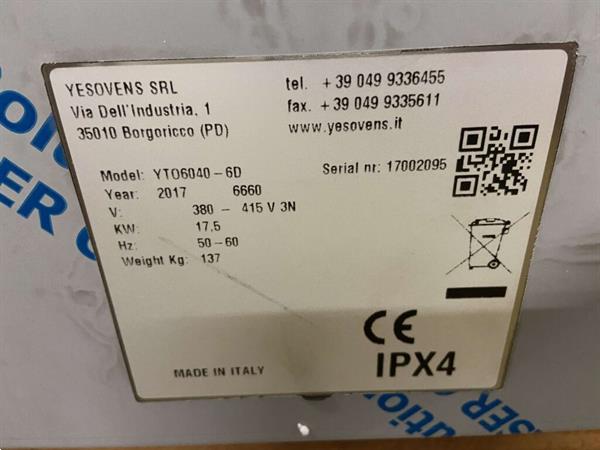 YESOVENS SRL
Via Dell'Industria, 1
35010 Borgoricco (PD)
tel. +39 049 9336455
fax. +39 049 9335611
www.yesovens.it
Model: YTO6040-6D
Serial nr: 17002095
Year: 2017 6660
V: 380 - 415 V 3N
KW: 17,5
Hz: 50-60
Weight Kg: 137
CE
IPX4
MADE IN ITALY